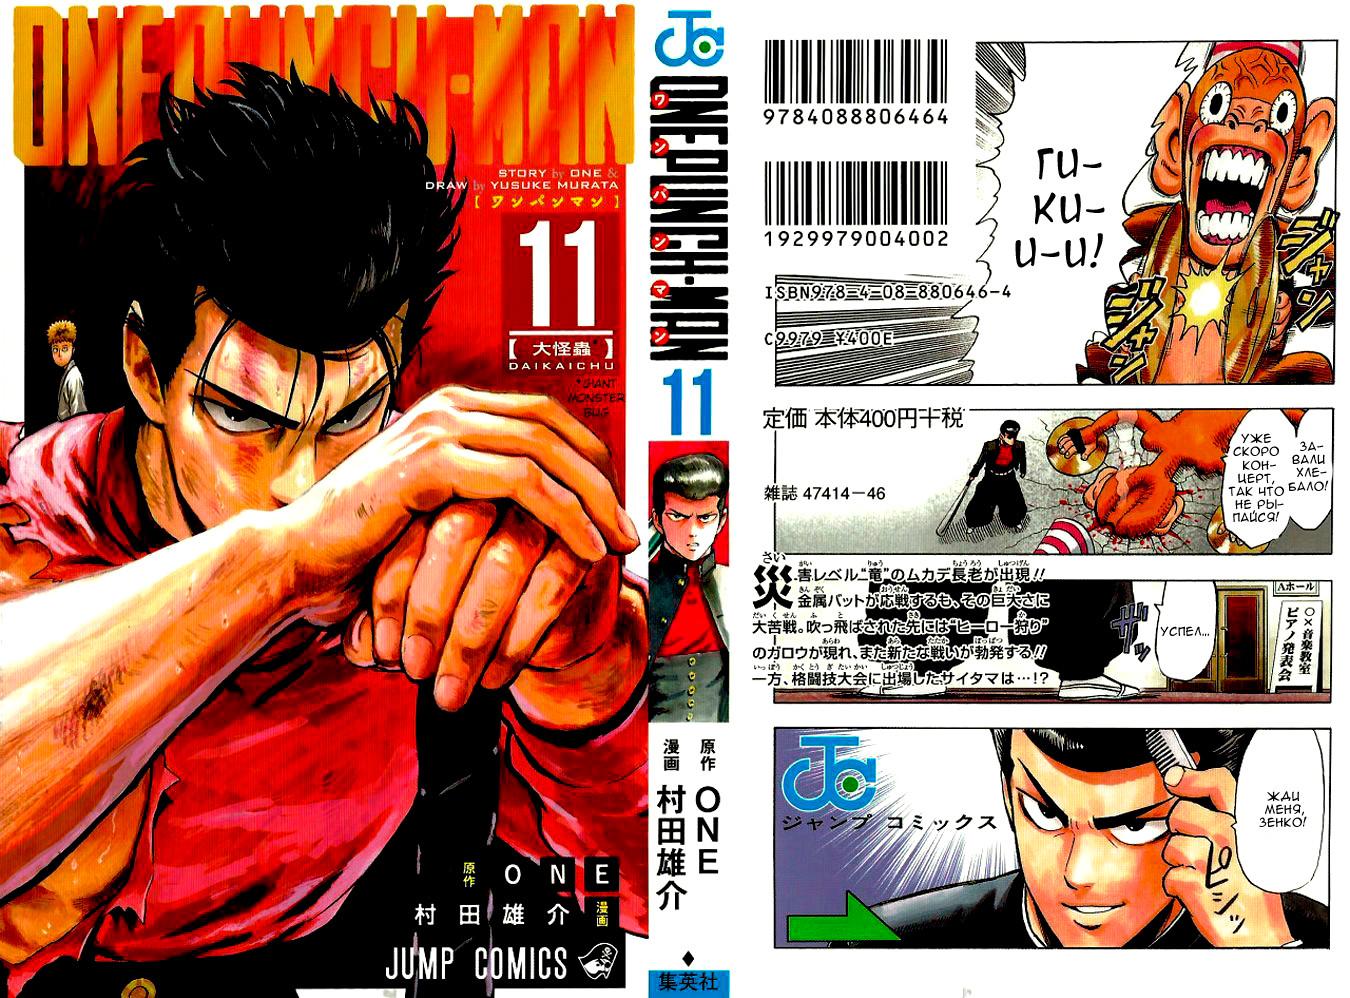 ONEPUNCH-MAN
STORY by ONE &
DRAW by YUSUKE MURATA
【ワンパンマン】
11
【大怪蟲*】
DAIKAICHU
*GIANT
MONSTER
BUG
原作 ONE
村田雄介 漫画
JUMP COMICS
JC
ONEPUNCH-MAN
ワンパンマン
11
原作 ONE
漫画 村田雄介
集英社
9784088806464
1929979004002
ISBN978-4-08-880646-4
C9979 ¥400E
ГИ-
КИ-
И-И!
ジャン
ジャン
定価 本体400円+税
雑誌 47414-46
ЗА-
ВАЛИ
ХЛЕ-
БАЛО!
УЖЕ
СКОРО
КОН-
ЦЕРТ,
ТАК ЧТО
НЕ РЫ-
ПАЙСЯ!
災害レベル“竜”のムカデ長老が出現!!
金属バットが応戦するも、その巨大さに
大苦戦。吹っ飛ばされた先には“ヒーロー狩り”
のガロウが現れ、また新たな戦いが勃発する!!
一方、格闘技大会に出場したサイタマは…!?
ザッ
УСПЕЛ...
Aホール
○×音楽教室
ピアノ発表会
JC
ジャンプ コミックス
ЖДИ
МЕНЯ,
ЗЕНКО!